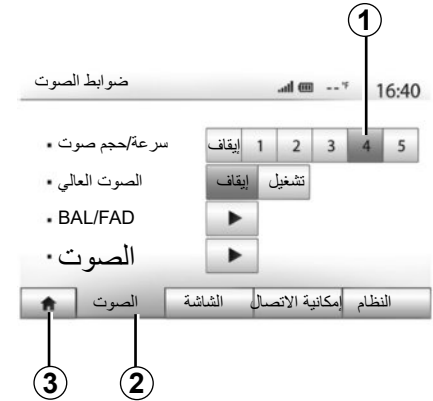 1
ضوابط الصوت --°F 16:40
سرعة/حجم صوت إيقاف 1 2 3 4 5
الصوت العالي إيقاف تشغيل
BAL/FAD
الصوت
الصوت الشاشة إمكانية الاتصال النظام
3 2